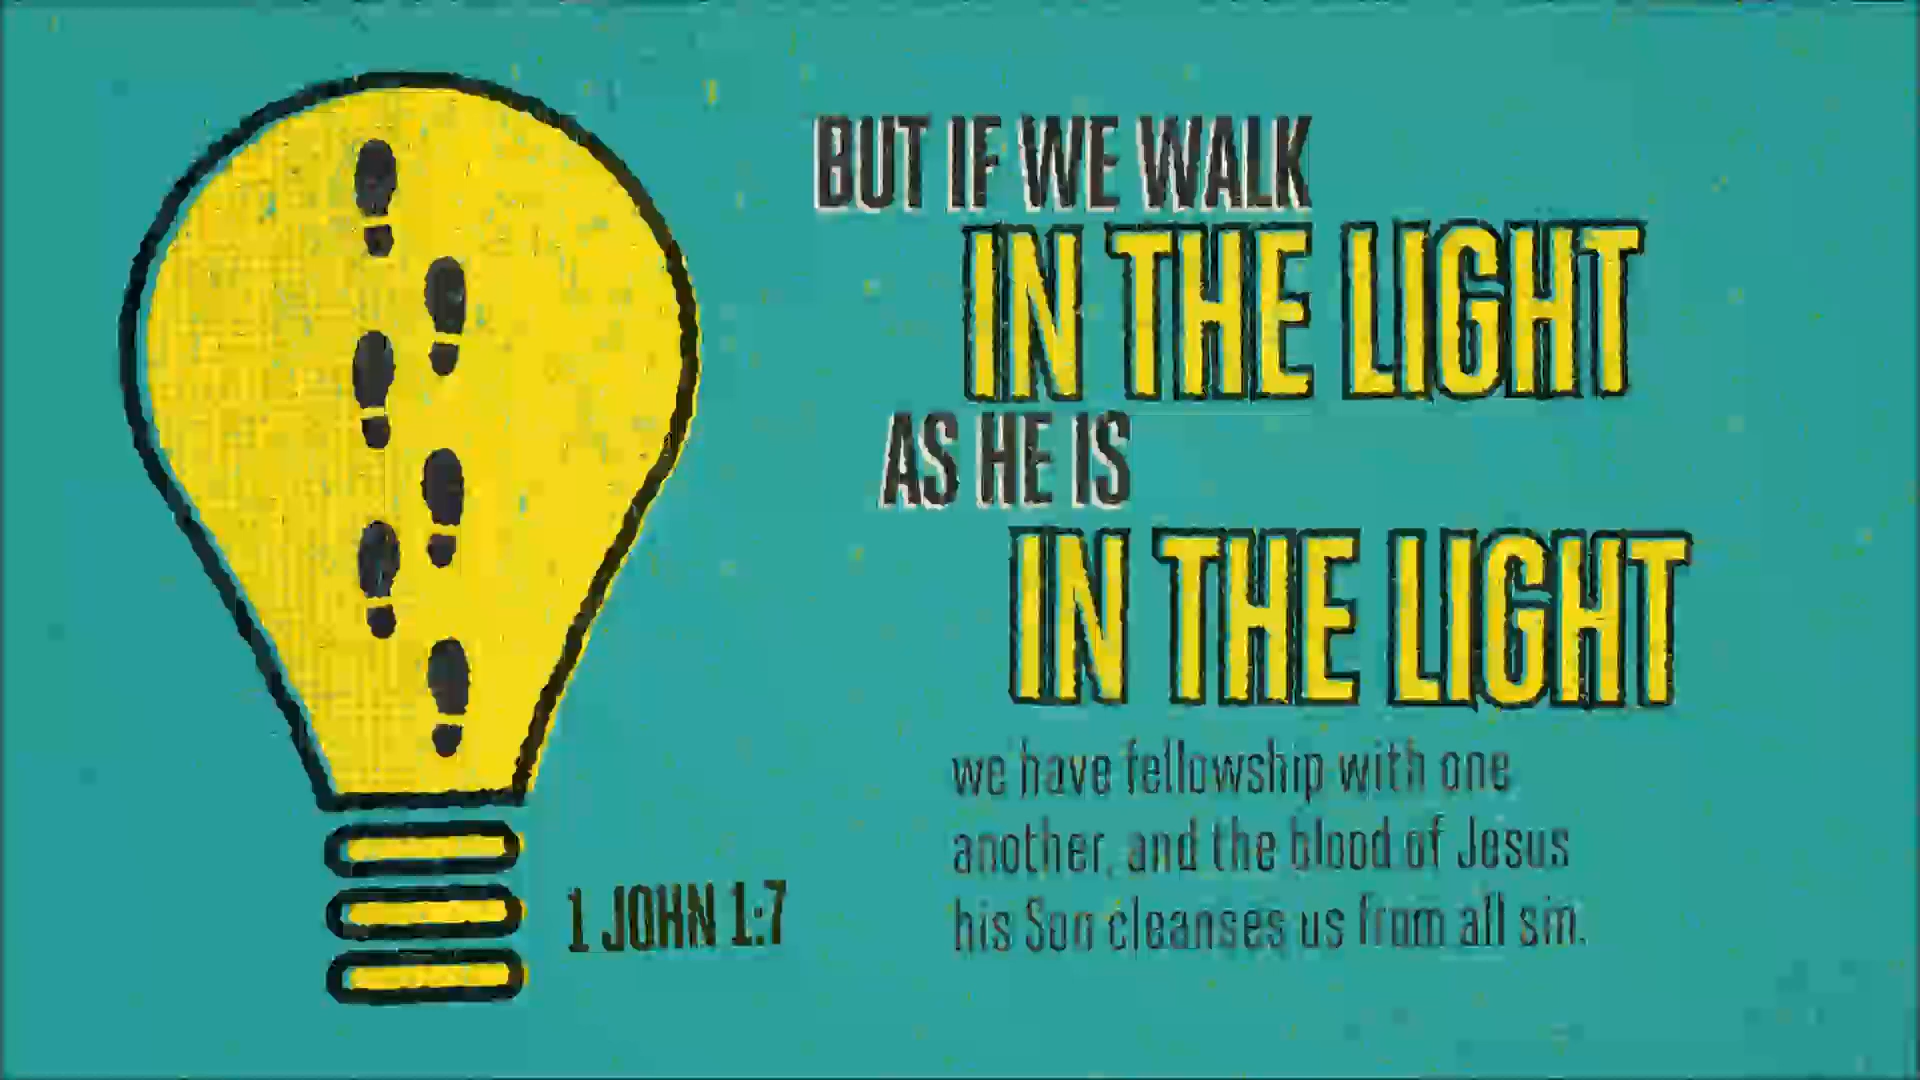 BUT IF WE WALK
IN THE LIGHT
AS HE IS
IN THE LIGHT
we have fellowship with one
another, and the blood of Jesus
his Son cleanses us from all sin.
1 JOHN 1:7